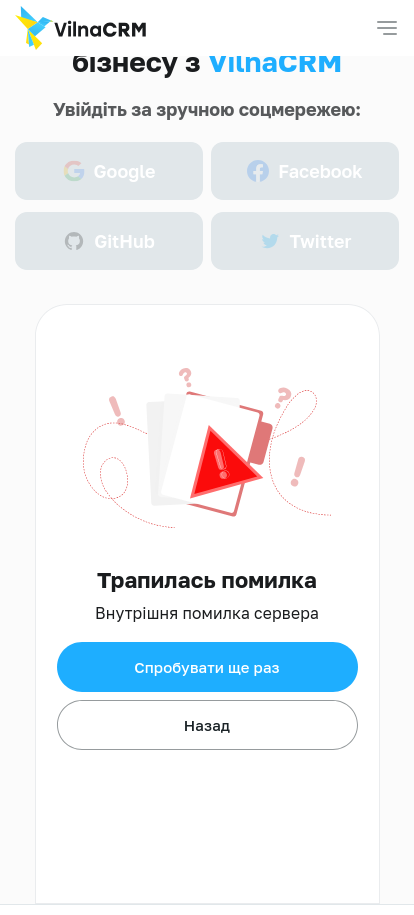 VilnaCRM
бізнесу з VilnaCRM
Увійдіть за зручною соцмережею:
Google
Facebook
GitHub
Twitter
Трапилась помилка
Внутрішня помилка сервера
Спробувати ще раз
Назад